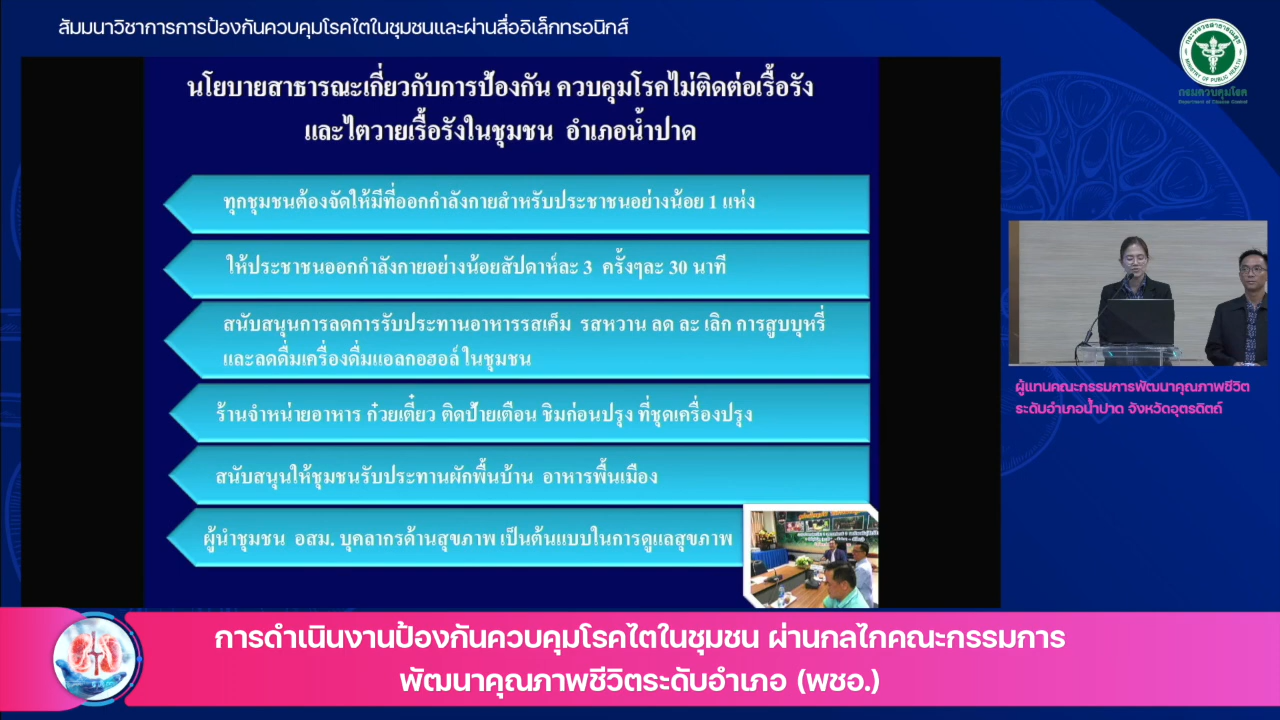 สัมมนาวิชาการการป้องกันควบคุมโรคไตในชุมชนและผ่านสื่ออิเล็กทรอนิกส์
กระทรวงสาธารณสุข
MINISTRY OF PUBLIC HEALTH
กรมควบคุมโรค
Department of Disease Control
นโยบายสาธารณะเกี่ยวกับการป้องกัน ควบคุมโรคไม่ติดต่อเรื้อรัง
และไตวายเรื้อรังในชุมชน อำเภอน้ำปาด
ทุกชุมชนต้องจัดให้มีที่ออกกำลังกายสำหรับประชาชนอย่างน้อย 1 แห่ง
ให้ประชาชนออกกำลังกายอย่างน้อยสัปดาห์ละ 3 ครั้งๆละ 30 นาที
สนับสนุนการลดการรับประทานอาหารรสเค็ม รสหวาน ลด ละ เลิก การสูบบุหรี่
และลดดื่มเครื่องดื่มแอลกอฮอล์ ในชุมชน
ร้านจำหน่ายอาหาร ก๋วยเตี๋ยว ติดป้ายเตือน ชิมก่อนปรุง ที่ชุดเครื่องปรุง
สนับสนุนให้ชุมชนรับประทานผักพื้นบ้าน อาหารพื้นเมือง
ผู้นำชุมชน อสม. บุคลากรด้านสุขภาพ เป็นต้นแบบในการดูแลสุขภาพ
ผู้แทนคณะกรรมการพัฒนาคุณภาพชีวิต
ระดับอำเภอน้ำปาด จังหวัดอุตรดิตถ์
การดำเนินงานป้องกันควบคุมโรคไตในชุมชน ผ่านกลไกคณะกรรมการ
พัฒนาคุณภาพชีวิตระดับอำเภอ (พชอ.)